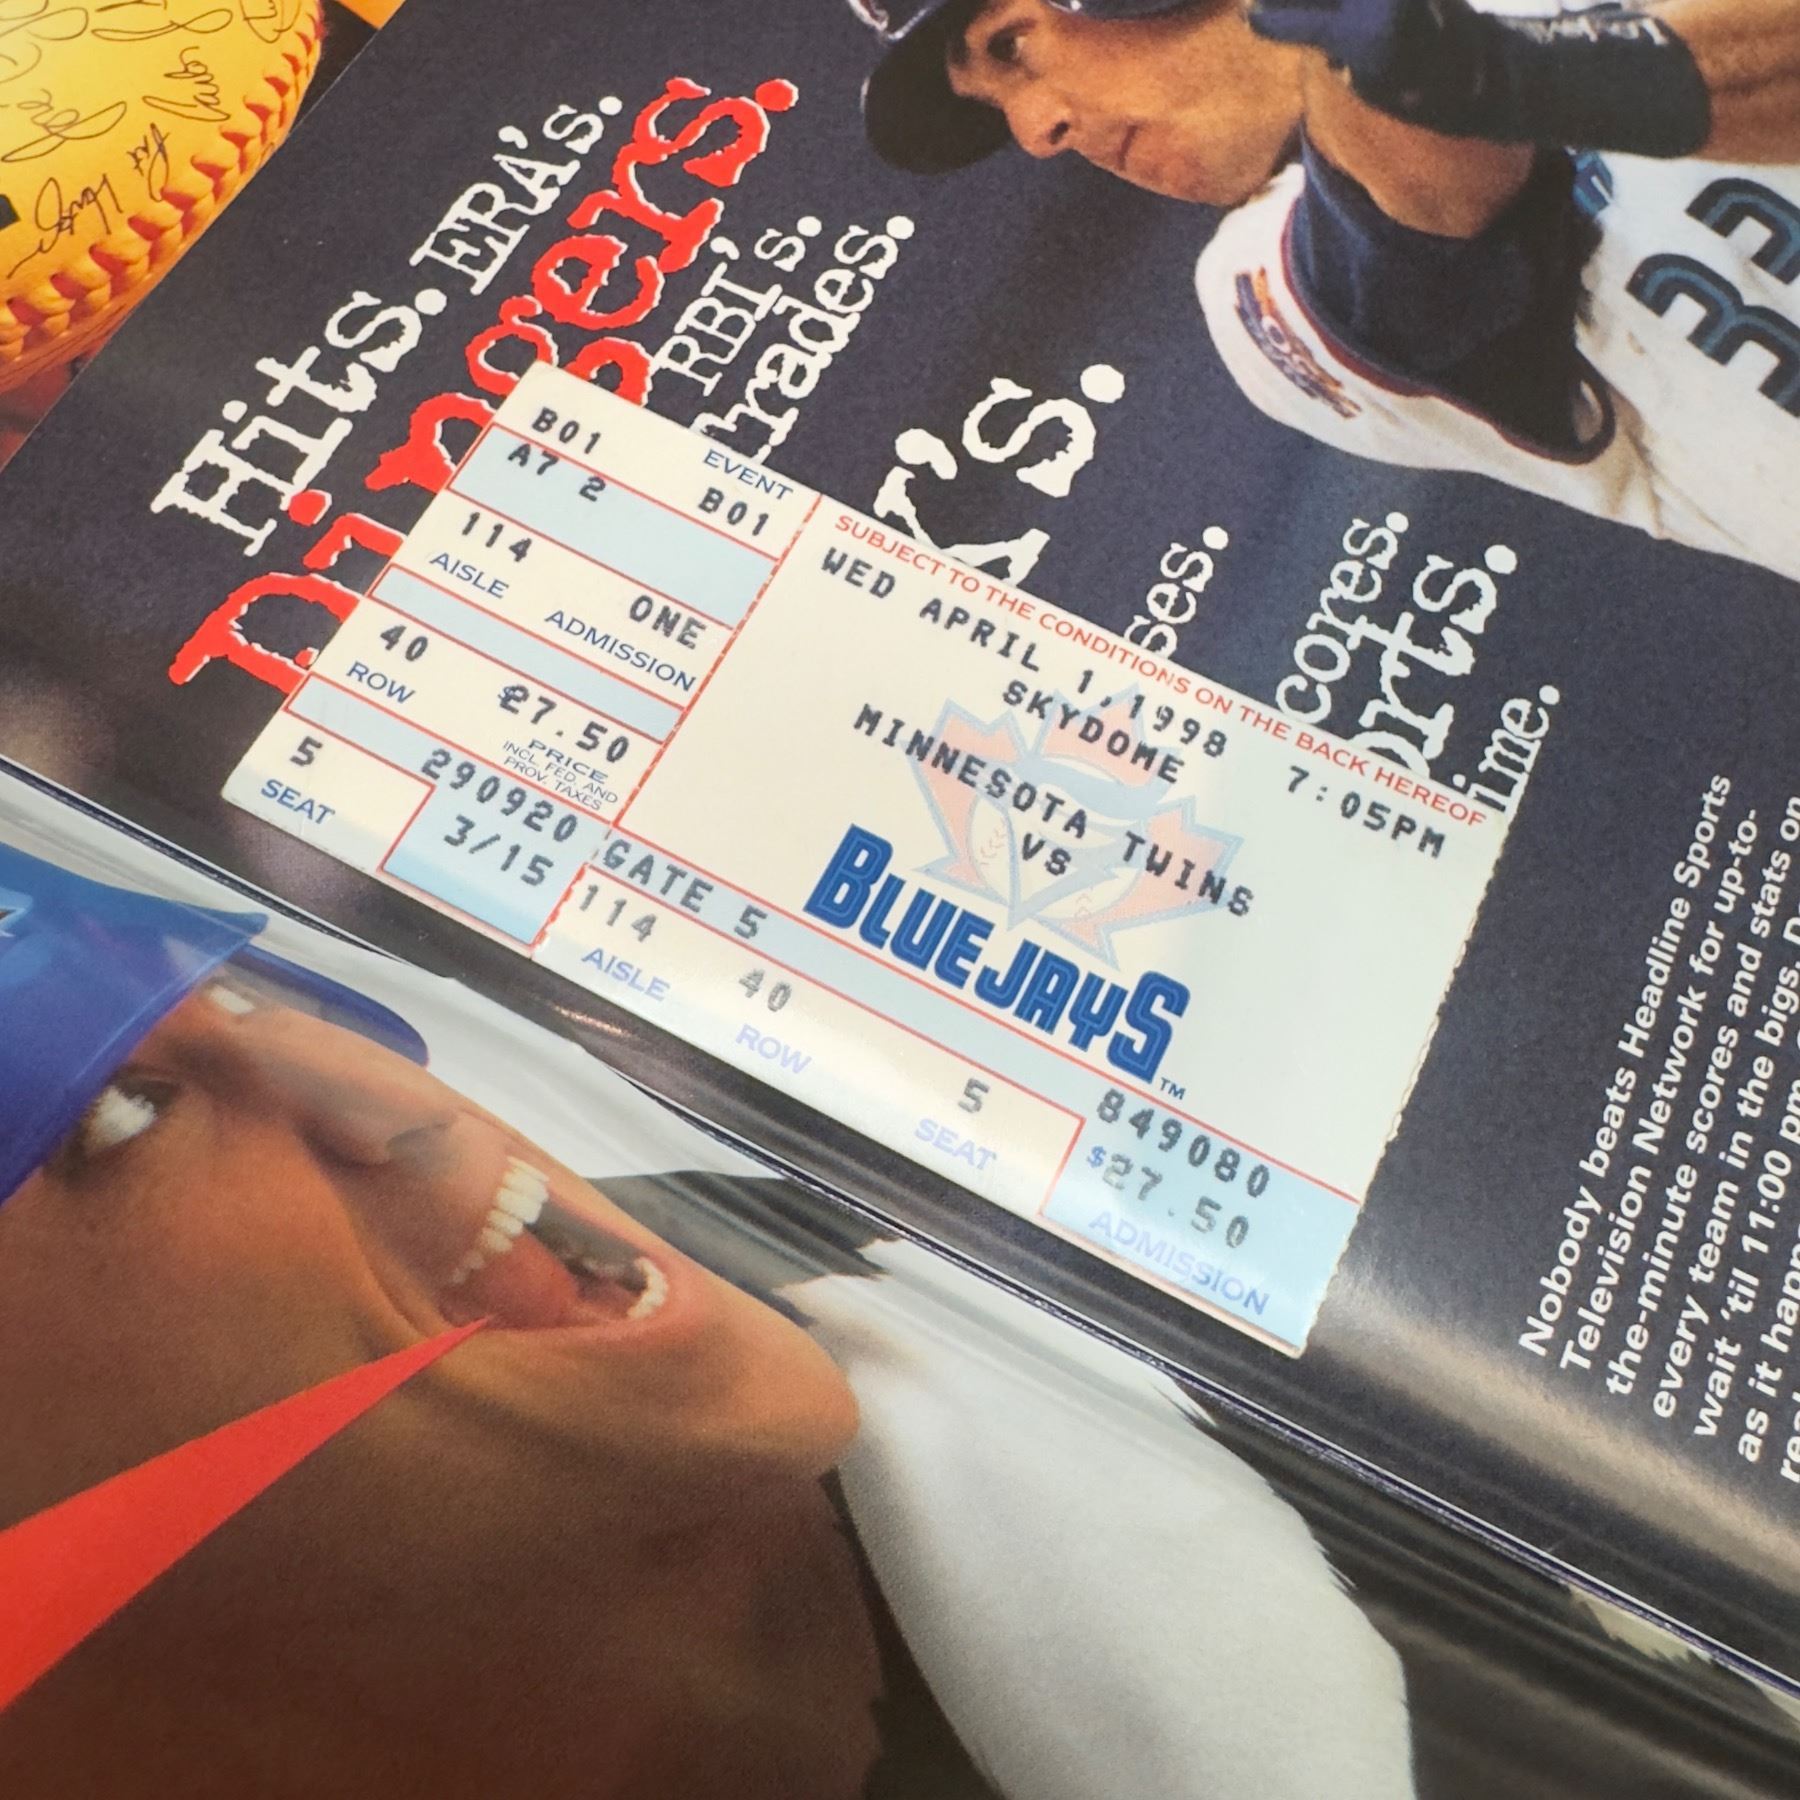 Hits. ERA's.
Dingers.
RBI's.
Trades.
's.
ses.
cores.
orts.
ime.
33
Nobody beats Headline Sports
Television Network for up-to-
the-minute scores and stats on
every team in the bigs.
wait 'til 11:00 pm.
as it happ
B01
EVENT
A7 2
B01
114
AISLE
ONE
ADMISSION
40
ROW
$27.50
PRICE
INCL. FED. AND
PROV. TAXES
5
SEAT
290920
3/15
SUBJECT TO THE CONDITIONS ON THE BACK HEREOF
WED APRIL 1,1998 7:05PM
SKYDOME
MINNESOTA TWINS
VS
BLUE JAYS™
GATE 5
114
AISLE
40
ROW
5
SEAT
849080
$27.50
ADMISSION